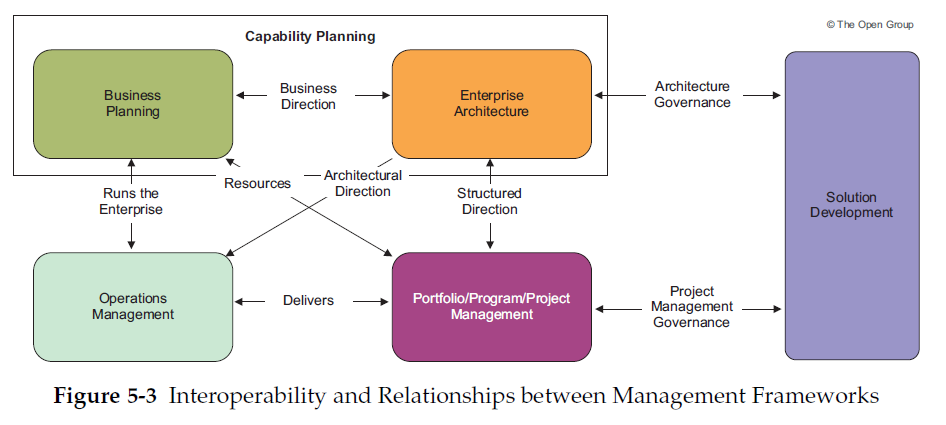 © The Open Group
Capability Planning
Business
Planning
Business
Direction
Enterprise
Architecture
Architecture
Governance
Runs the
Enterprise
Resources
Architectural
Direction
Structured
Direction
Solution
Development
Operations
Management
Delivers
Portfolio/Program/Project
Management
Project
Management
Governance
Figure 5-3 Interoperability and Relationships between Management Frameworks